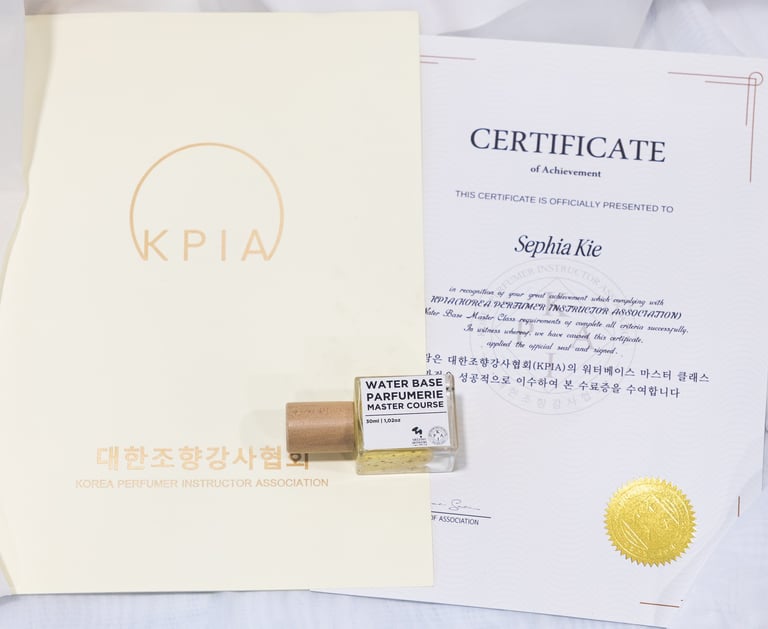 KPIA
대한조향강사협회
KOREA PERFUMER INSTRUCTOR ASSOCIATION
WATER BASE
PARFUMERIE
MASTER COURSE
30ml | 1,02oz
CERTIFICATE
of Achievement
THIS CERTIFICATE IS OFFICIALLY PRESENTED TO
Sephia Kie
in recognition of your great achievement which complying with
KPIA(KOREA PERFUMER INSTRUCTOR ASSOCIATION)
Water Base Master Class requirements of complete all criteria successfully.
In witness whereof, we have caused this certificate,
applied the official seal and signed.
은 대한조향강사협회(KPIA)의 워터베이스 마스터 클래스
성공적으로 이수하여 본 수료증을 수여합니다
OF ASSOCIATION